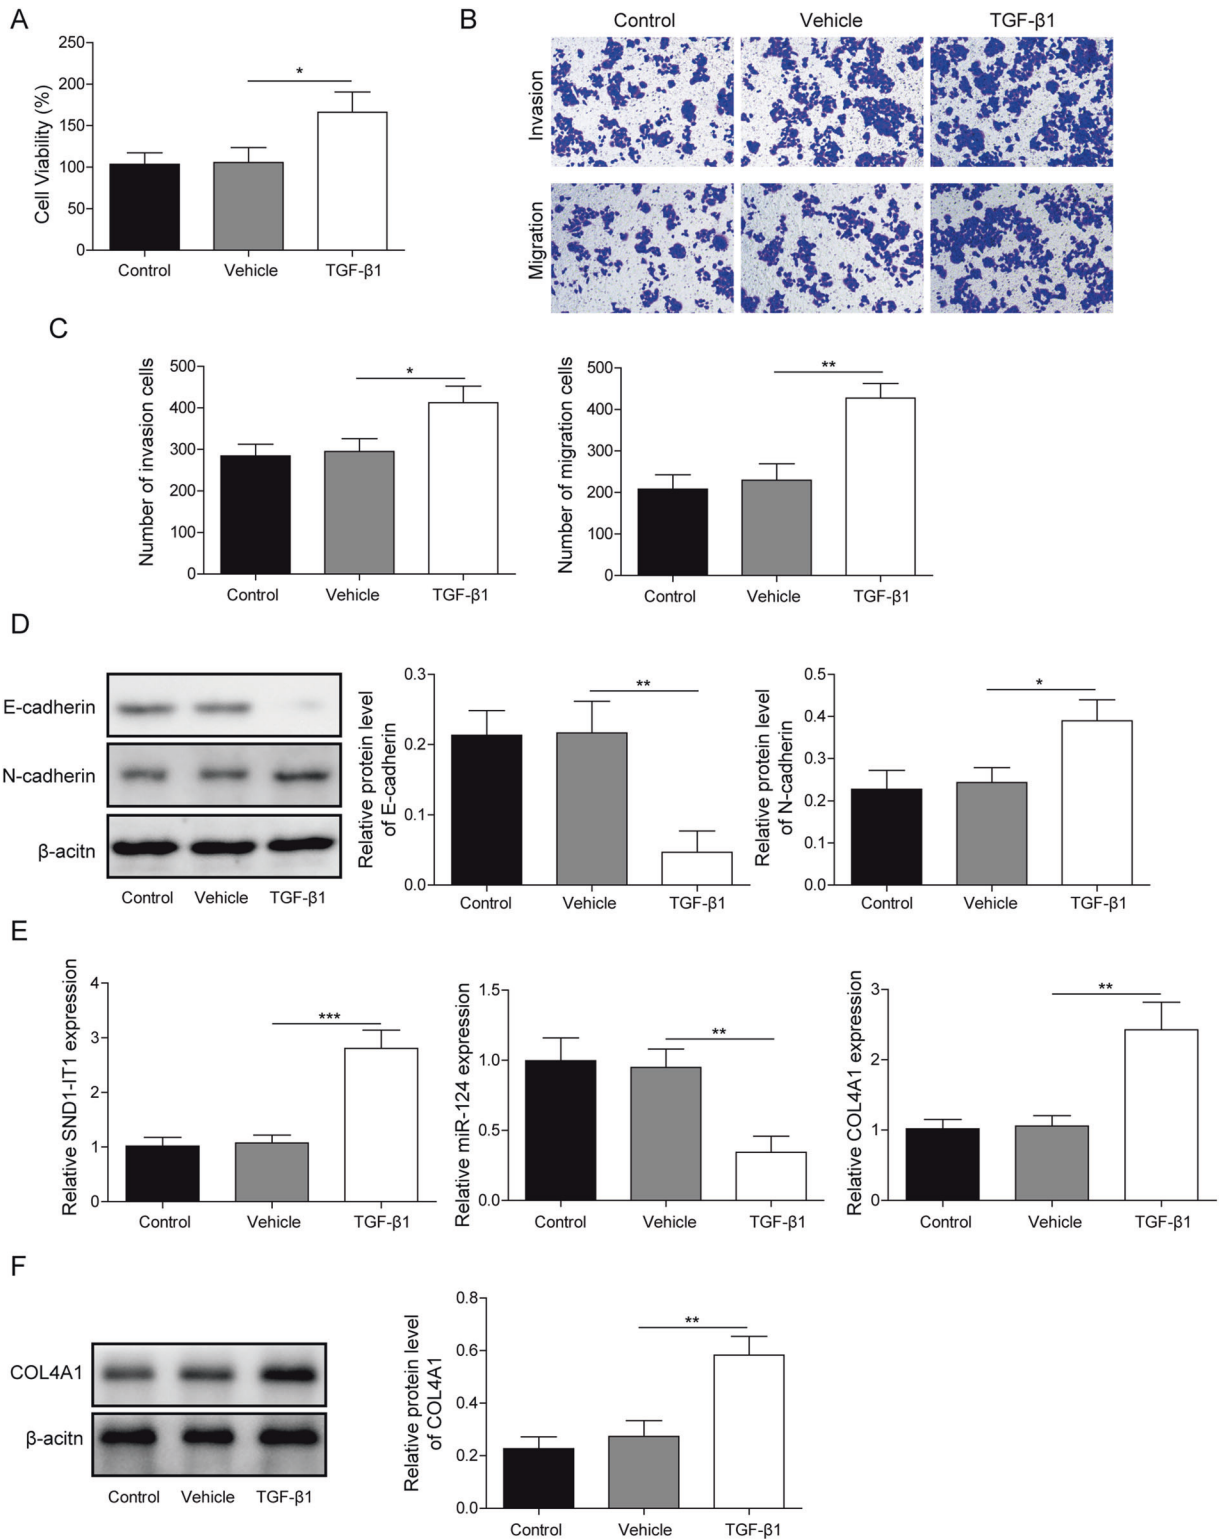 A
Cell Viability (%)
250
200
150
100
50
0
*
Control Vehicle TGF-β1
B
Control Vehicle TGF-β1
Invasion
Migration
C
Number of invasion cells
500
400
300
200
100
0
*
Control Vehicle TGF-β1
Number of migration cells
500
400
300
200
100
0
**
Control Vehicle TGF-β1
D
E-cadherin
N-cadherin
β-acitn
Control Vehicle TGF-β1
Relative protein level
of E-cadherin
0.3
0.2
0.1
0.0
**
Control Vehicle TGF-β1
Relative protein level
of N-cadherin
0.5
0.4
0.3
0.2
0.1
0.0
*
Control Vehicle TGF-β1
E
Relative SND1-IT1 expression
4
3
2
1
0
***
Control Vehicle TGF-β1
Relative miR-124 expression
1.5
1.0
0.5
0.0
**
Control Vehicle TGF-β1
Relative COL4A1 expression
3
2
1
0
**
Control Vehicle TGF-β1
F
COL4A1
β-acitn
Control Vehicle TGF-β1
Relative protein level
of COL4A1
0.8
0.6
0.4
0.2
0.0
**
Control Vehicle TGF-β1